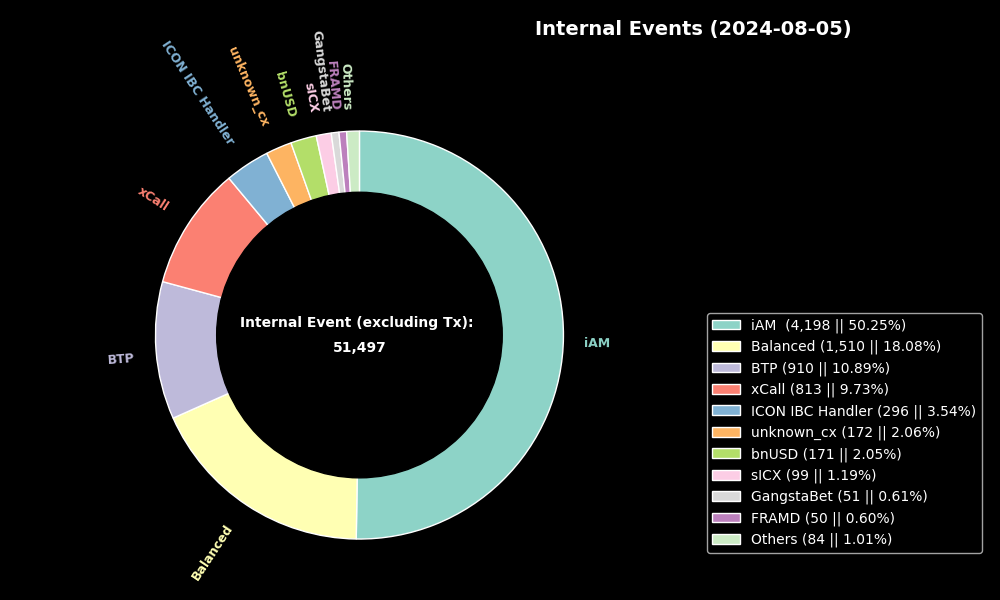 Internal Events (2024-08-05)
ICON IBC Handler
unknown_cx
bnUSD
sICX
GangstaBet
FRAMD
Others
xCall
BTP
Balanced
iAM
Internal Event (excluding Tx):
51,497
iAM  (4,198 || 50.25%)
Balanced (1,510 || 18.08%)
BTP (910 || 10.89%)
xCall (813 || 9.73%)
ICON IBC Handler (296 || 3.54%)
unknown_cx (172 || 2.06%)
bnUSD (171 || 2.05%)
sICX (99 || 1.19%)
GangstaBet (51 || 0.61%)
FRAMD (50 || 0.60%)
Others (84 || 1.01%)